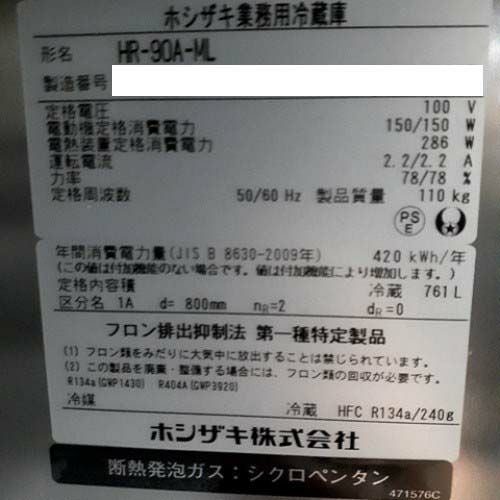 ホシザキ業務用冷蔵庫
形名 HR-90A-ML
製造番号
定格電圧 100 V
電動機定格消費電力 150/150 W
電熱装置定格消費電力 286 W
運転電流 2.2/2.2 A
力率 78/78 %
定格周波数 50/60 Hz 製品質量 110 kg
PS
E
年間消費電力量(JIS B 8630-2009年) 420 kWh/年
(この値は付加機能のない場合です。値は付加機能により増加します。)
定格内容積 冷蔵 761L
区分名 1A d= 800mm nR=2 dR=0
フロン排出抑制法 第一種特定製品
(1) フロン類をみだりに大気中に放出することは禁じられています。
(2) この製品を廃棄・整備する場合には、フロン類の回収が必要です。
R134a(GWP1430) R404A(GWP3920)
冷媒 冷蔵 HFC R134a/240g
ホシザキ株式会社
断熱発泡ガス:シクロペンタン
471576C